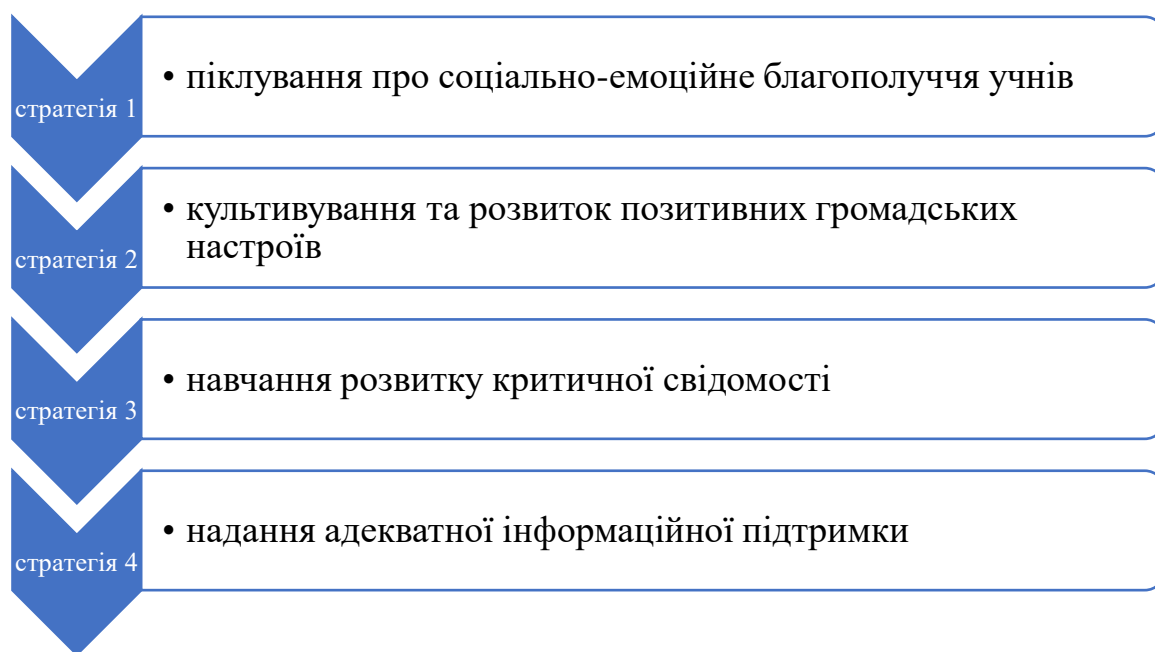 стратегія 1
• піклування про соціально-емоційне благополуччя учнів
стратегія 2
• культивування та розвиток позитивних громадських
настроїв
стратегія 3
• навчання розвитку критичної свідомості
стратегія 4
• надання адекватної інформаційної підтримки